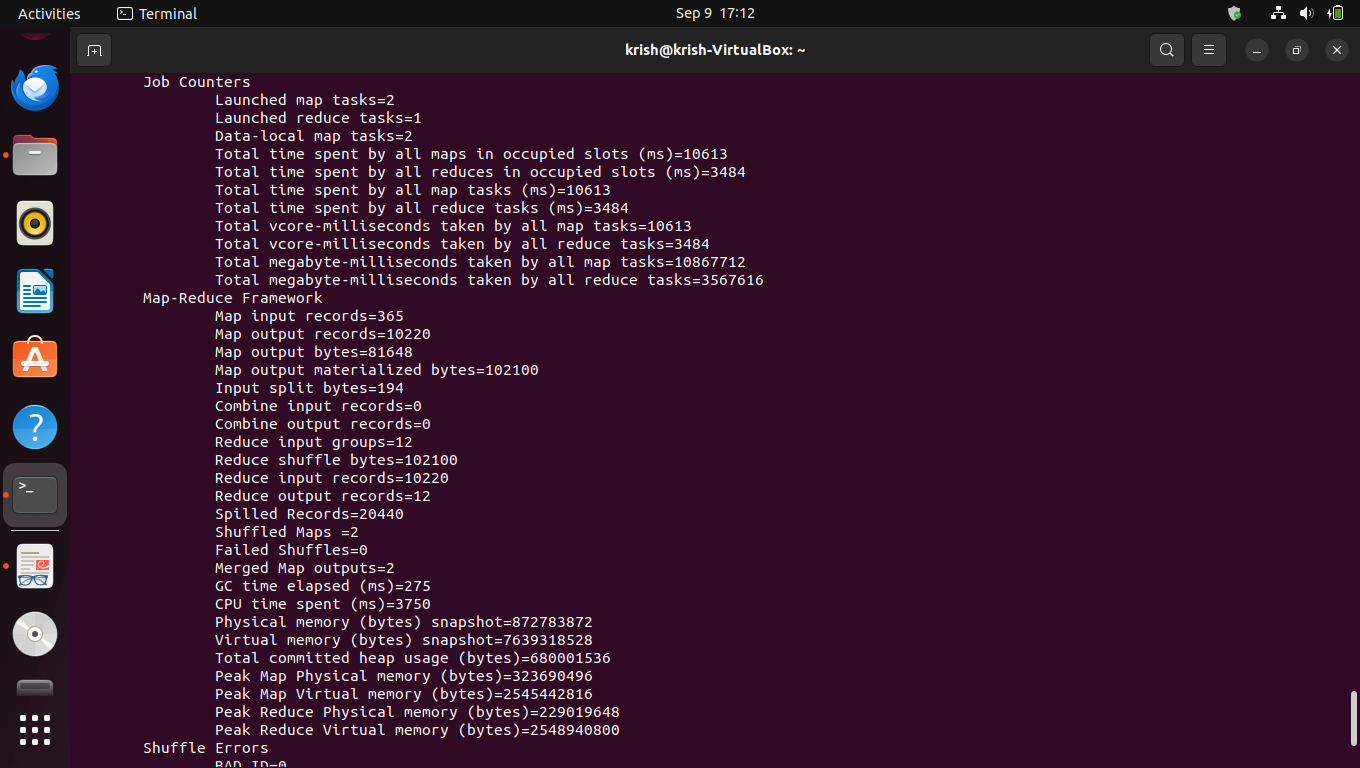 Activities
Terminal
Sep 9 17:12
krish@krish-VirtualBox: ~
Job Counters
Launched map tasks=2
Launched reduce tasks=1
Data-local map tasks=2
Total time spent by all maps in occupied slots (ms)=10613
Total time spent by all reduces in occupied slots (ms)=3484
Total time spent by all map tasks (ms)=10613
Total time spent by all reduce tasks (ms)=3484
Total vcore-milliseconds taken by all map tasks=10613
Total vcore-milliseconds taken by all reduce tasks=3484
Total megabyte-milliseconds taken by all map tasks=10867712
Total megabyte-milliseconds taken by all reduce tasks=3567616
Map-Reduce Framework
Map input records=365
Map output records=10220
Map output bytes=81648
Map output materialized bytes=102100
Input split bytes=194
Combine input records=0
Combine output records=0
Reduce input groups=12
Reduce shuffle bytes=102100
Reduce input records=10220
Reduce output records=12
Spilled Records=20440
Shuffled Maps =2
Failed Shuffles=0
Merged Map outputs=2
GC time elapsed (ms)=275
CPU time spent (ms)=3750
Physical memory (bytes) snapshot=872783872
Virtual memory (bytes) snapshot=7639318528
Total committed heap usage (bytes)=680001536
Peak Map Physical memory (bytes)=323690496
Peak Map Virtual memory (bytes)=2545442816
Peak Reduce Physical memory (bytes)=229019648
Peak Reduce Virtual memory (bytes)=2548940800
Shuffle Errors
BAD_ID=0